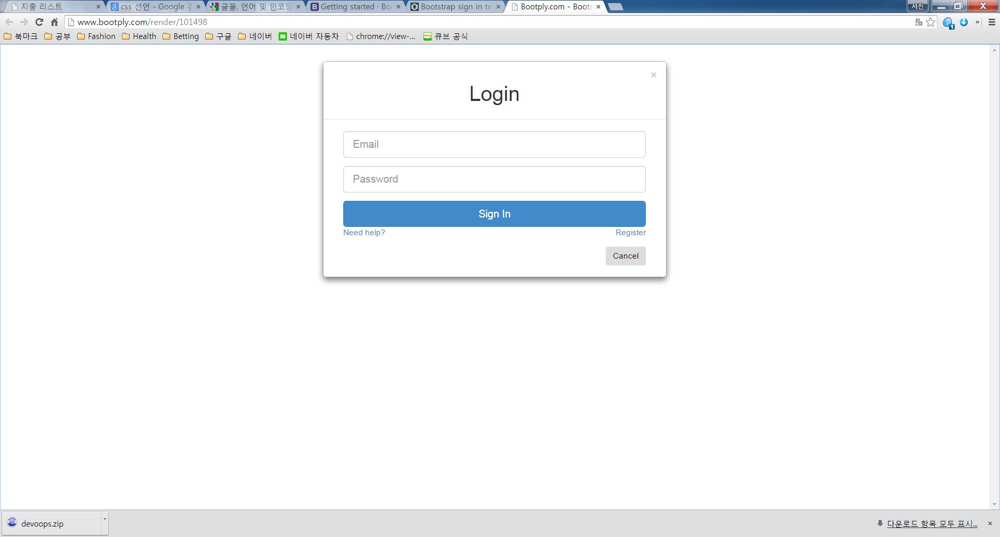 지출 리스트
css 선언 - Google 검
글꼴, 언어 및 인코딩
Getting started · Boo
Bootstrap sign in te
Bootply.com - Boots
서진
www.bootply.com/render/101498
북마크
공부
Fashion
Health
Betting
구글
네이버
네이버 자동차
chrome://view-...
큐브 공식
×
Login
Email
Password
Sign In
Need help?
Register
Cancel
devoops.zip
다운로드 항목 모두 표시...